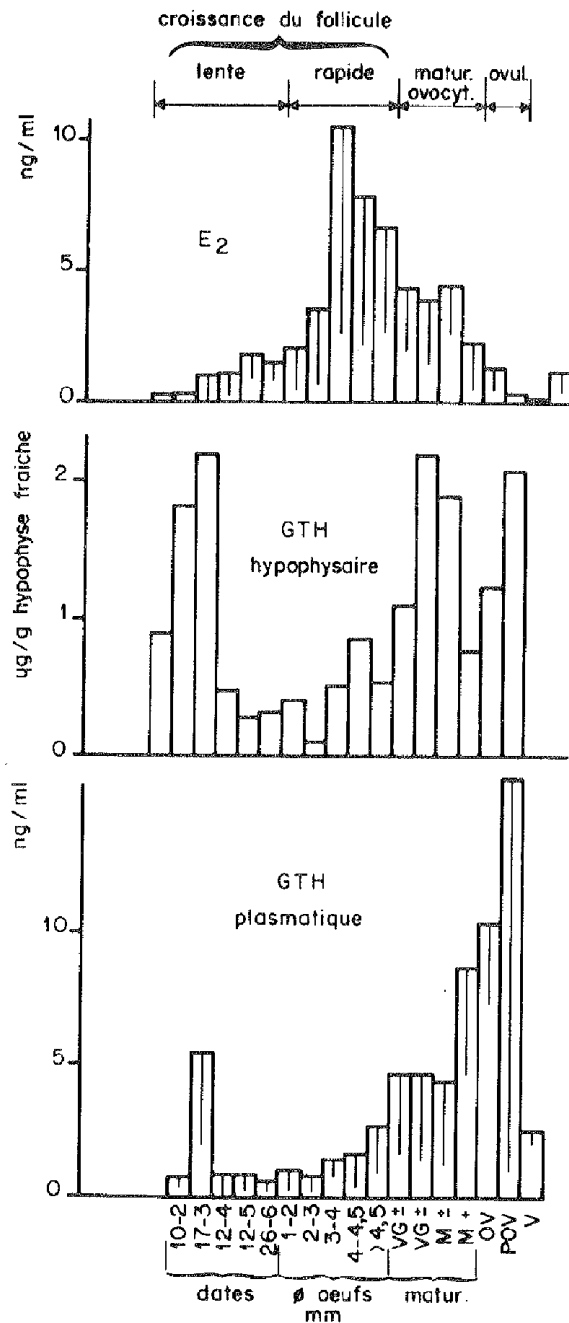 croissance du follicule
lente rapide matur. ovul.
ovocyt.
ng/ml
10
5
0
E2
µg/g hypophyse fraiche
2
1
0
GTH
hypophysaire
ng/ml
10
5
0
GTH
plasmatique
10-2
17-3
12-4
12-5
26-6
1-2
2-3
3-4
4-4,5
>4,5
VG ±
VG ±
M ±
M +
OV
POV
V
dates ø oeufs matur.
mm